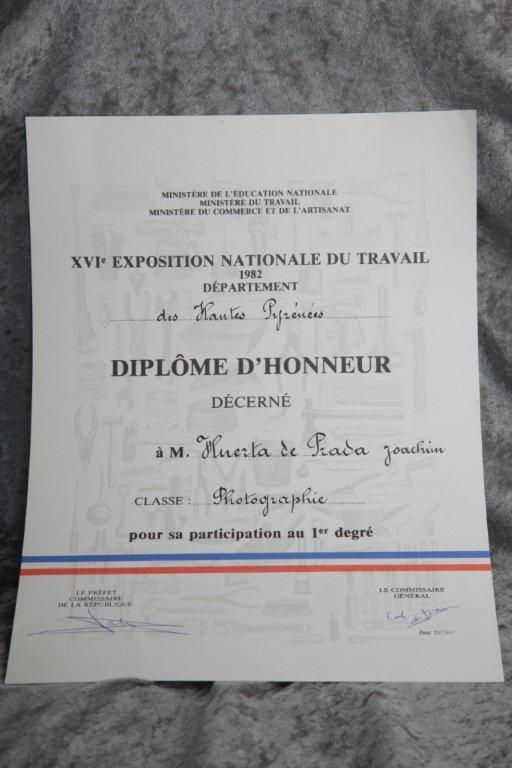 MINISTÈRE DE L'ÉDUCATION NATIONALE
MINISTÈRE DU TRAVAIL
MINISTÈRE DU COMMERCE ET DE L'ARTISANAT
XVIe EXPOSITION NATIONALE DU TRAVAIL
1982
DÉPARTEMENT
des Hautes Pyrénées
DIPLÔME D'HONNEUR
DÉCERNÉ
à M. Huerta de Prada Joachim
CLASSE : Photographie
pour sa participation au 1er degré
LE PRÉFET
COMMISSAIRE
DE LA RÉPUBLIQUE
LE COMMISSAIRE
GÉNÉRAL